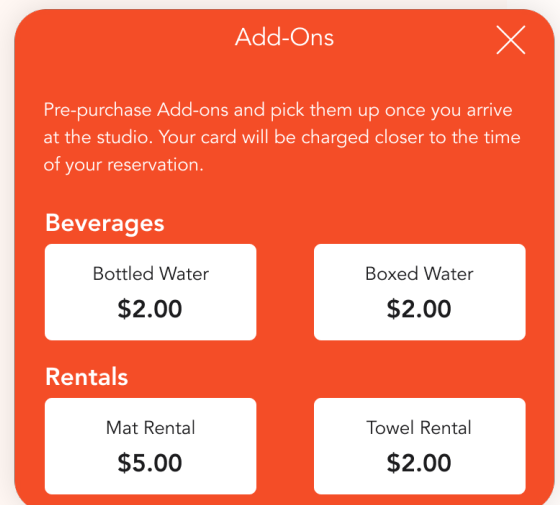 Add-Ons
Pre-purchase Add-ons and pick them up once you arrive
at the studio. Your card will be charged closer to the time
of your reservation.
Beverages
Bottled Water
$2.00
Boxed Water
$2.00
Rentals
Mat Rental
$5.00
Towel Rental
$2.00